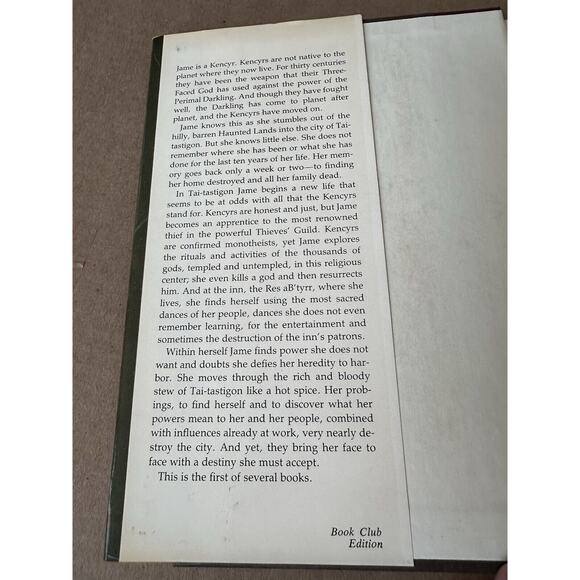 Jame is a Kencyr. Kencyrs are not native to the
planet where they now live. For thirty centuries
they have been the weapon that their Three-
Faced God has used against the power of the
Perimal Darkling. And though they have fought
well, the Darkling has come to planet after
planet, and the Kencyrs have moved on.
Jame knows this as she stumbles out of the
hilly, barren Haunted Lands into the city of Tai-
tastigon. But she knows little else. She does not
remember where she has been or what she has
done for the last ten years of her life. Her mem-
ory goes back only a week or two—to finding
her home destroyed and all her family dead.
In Tai-tastigon Jame begins a new life that
seems to be at odds with all that the Kencyrs
stand for. Kencyrs are honest and just, but Jame
becomes an apprentice to the most renowned
thief in the powerful Thieves' Guild. Kencyrs
are confirmed monotheists, yet Jame explores
the rituals and activities of the thousands of
gods, templed and untempled, in this religious
center; she even kills a god and then resurrects
him. And at the inn, the Res aB'tyrr, where she
lives, she finds herself using the most sacred
dances of her people, dances she does not even
remember learning, for the entertainment and
sometimes the destruction of the inn's patrons.
Within herself Jame finds power she does not
want and doubts she defies her heredity to har-
bor. She moves through the rich and bloody
stew of Tai-tastigon like a hot spice. Her prob-
ings, to find herself and to discover what her
powers mean to her and her people, combined
with influences already at work, very nearly de-
stroy the city. And yet, they bring her face to
face with a destiny she must accept.
This is the first of several books.
Book Club
Edition